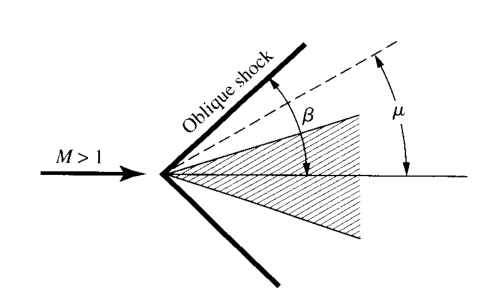 Oblique shock
β
μ
M > 1